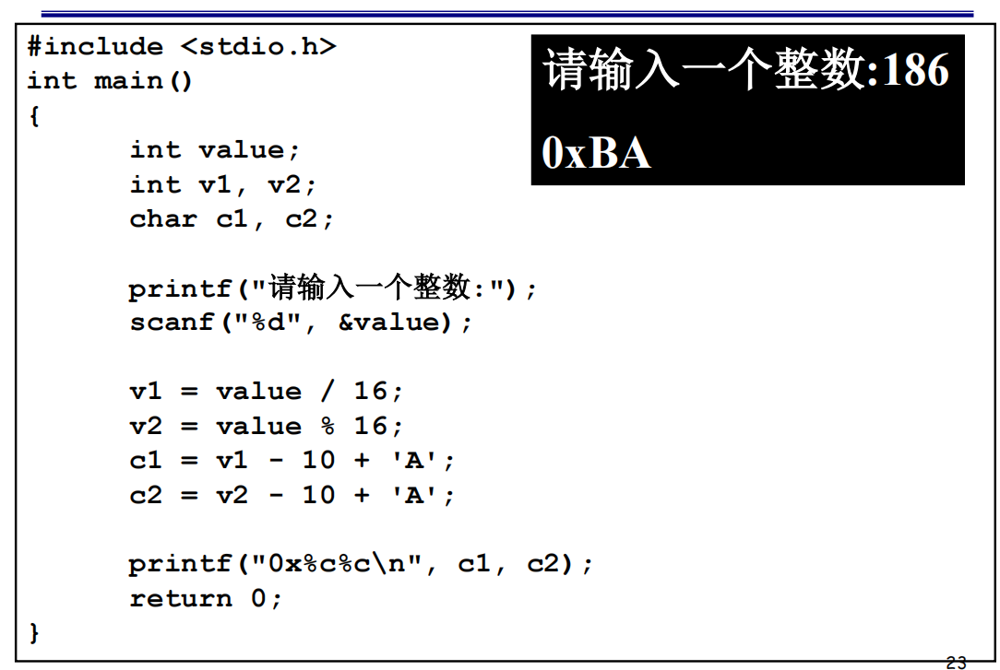 #include <stdio.h>
int main()
{
int value;
int v1, v2;
char c1, c2;
printf("请输入一个整数:");
scanf("%d", &value);
v1 = value / 16;
v2 = value % 16;
c1 = v1 - 10 + 'A';
c2 = v2 - 10 + 'A';
printf("0x%c%c\n", c1, c2);
return 0;
}
请输入一个整数:186
0xBA
23